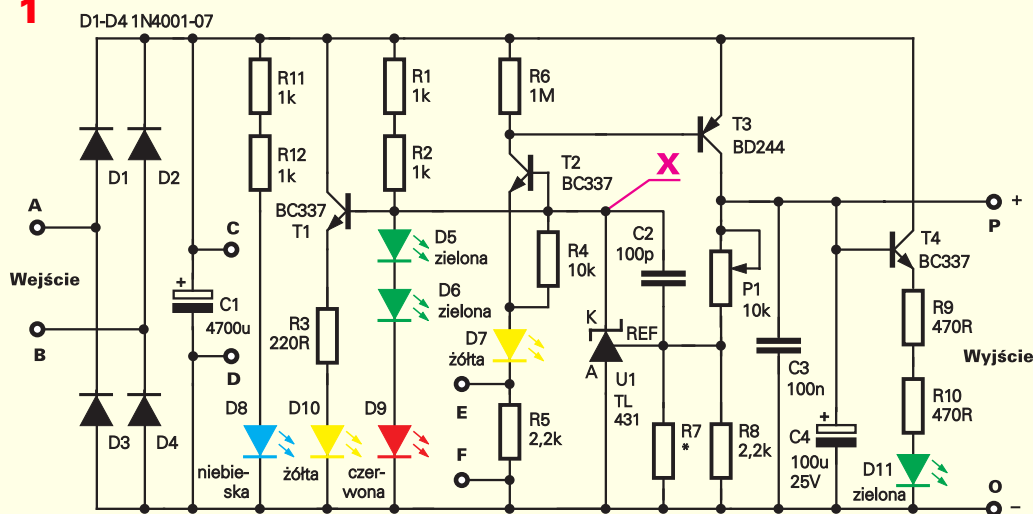 1
D1-D4 1N4001-07
R11
1k
R1
1k
R6
1M
T3
BD244
R12
1k
R2
1k
T2
BC337
X
D1
D2
A
C
BC337
T1
D5
zielona
R4
10k
C2
100p
P
+
T4
BC337
Wejście
+
C1
4700u
D6
zielona
P1
10k
R3
220R
D7
żółta
K
REF
A
U1
TL
431
R9
470R
Wyjście
B
D
C3
100n
E
R5
2,2k
R10
470R
D3
D4
D8
D10
D9
F
R7
*
R8
2,2k
+
C4
100u
25V
D11
zielona
niebie-
ska
żółta
czer-
wona
O
–